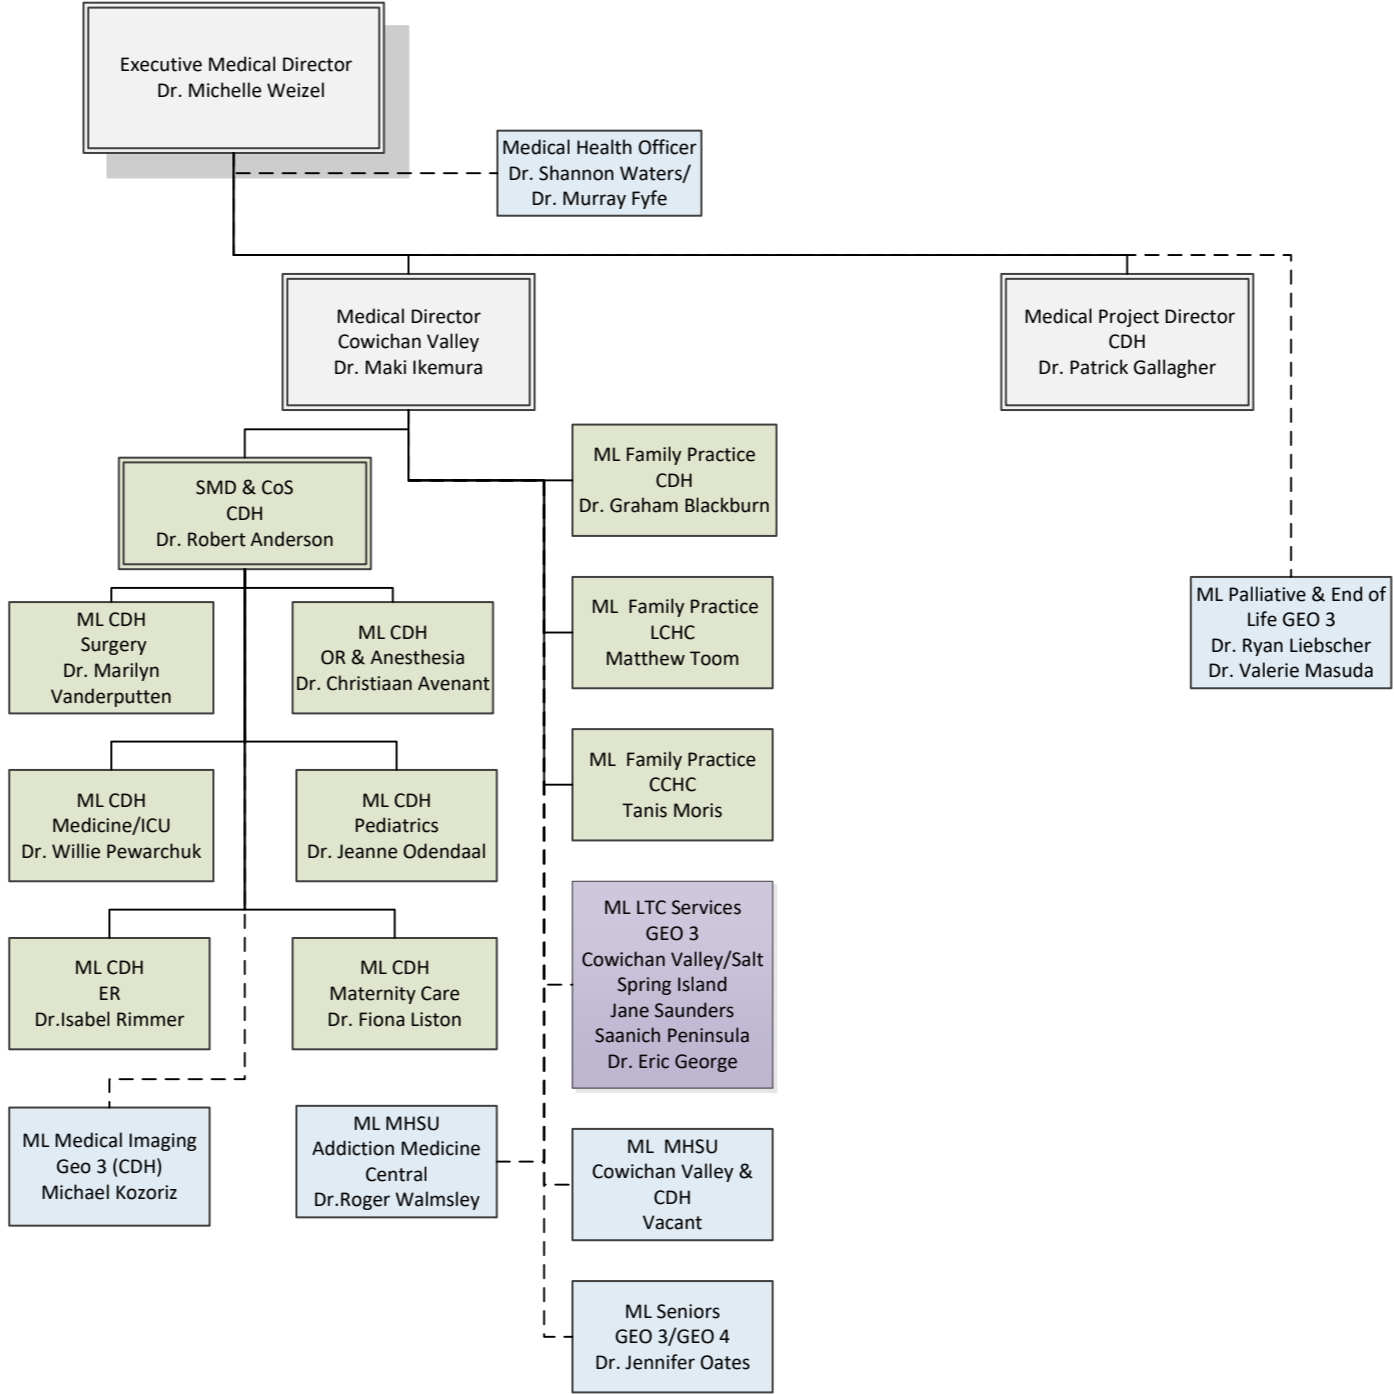 Executive Medical Director
Dr. Michelle Weizel
Medical Health Officer
Dr. Shannon Waters/
Dr. Murray Fyfe
Medical Director
Cowichan Valley
Dr. Maki Ikemura
Medical Project Director
CDH
Dr. Patrick Gallagher
SMD & CoS
CDH
Dr. Robert Anderson
ML Family Practice
CDH
Dr. Graham Blackburn
ML CDH
Surgery
Dr. Marilyn
Vanderputten
ML CDH
OR & Anesthesia
Dr. Christiaan Avenant
ML Family Practice
LCHC
Matthew Toom
ML Palliative & End of
Life GEO 3
Dr. Ryan Liebscher
Dr. Valerie Masuda
ML CDH
Medicine/ICU
Dr. Willie Pewarchuk
ML CDH
Pediatrics
Dr. Jeanne Odendaal
ML Family Practice
CCHC
Tanis Moris
ML CDH
ER
Dr.Isabel Rimmer
ML CDH
Maternity Care
Dr. Fiona Liston
ML LTC Services
GEO 3
Cowichan Valley/Salt
Spring Island
Jane Saunders
Saanich Peninsula
Dr. Eric George
ML Medical Imaging
Geo 3 (CDH)
Michael Kozoriz
ML MHSU
Addiction Medicine
Central
Dr.Roger Walmsley
ML MHSU
Cowichan Valley &
CDH
Vacant
ML Seniors
GEO 3/GEO 4
Dr. Jennifer Oates